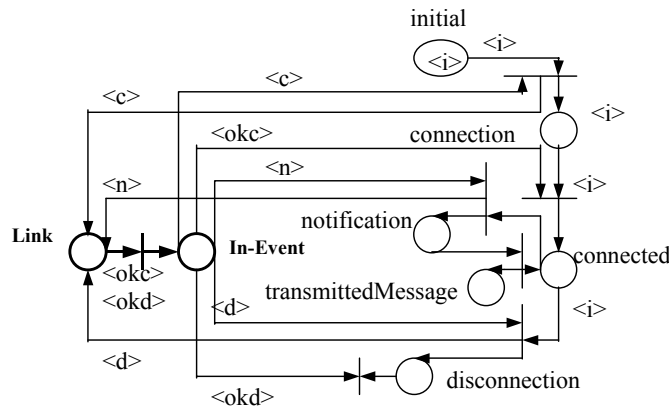 initial
<i>
<i>
<c>
<c>
<i>
<okc>
connection
<n>
<n>
<i>
notification
Link
In-Event
connected
<okc>
<okd>
transmittedMessage
<d>
<i>
<d>
disconnection
<okd>